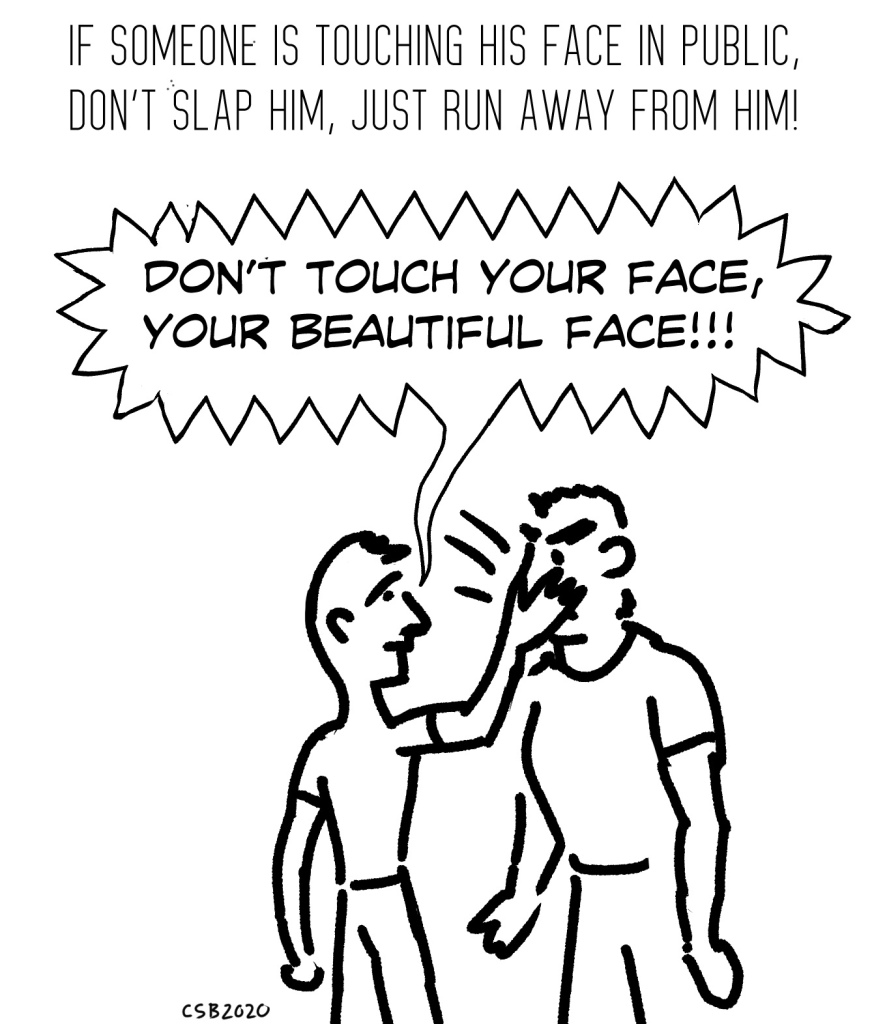 IF SOMEONE IS TOUCHING HIS FACE IN PUBLIC,
DON'T SLAP HIM, JUST RUN AWAY FROM HIM!
DON'T TOUCH YOUR FACE,
YOUR BEAUTIFUL FACE!!!
CSB2020